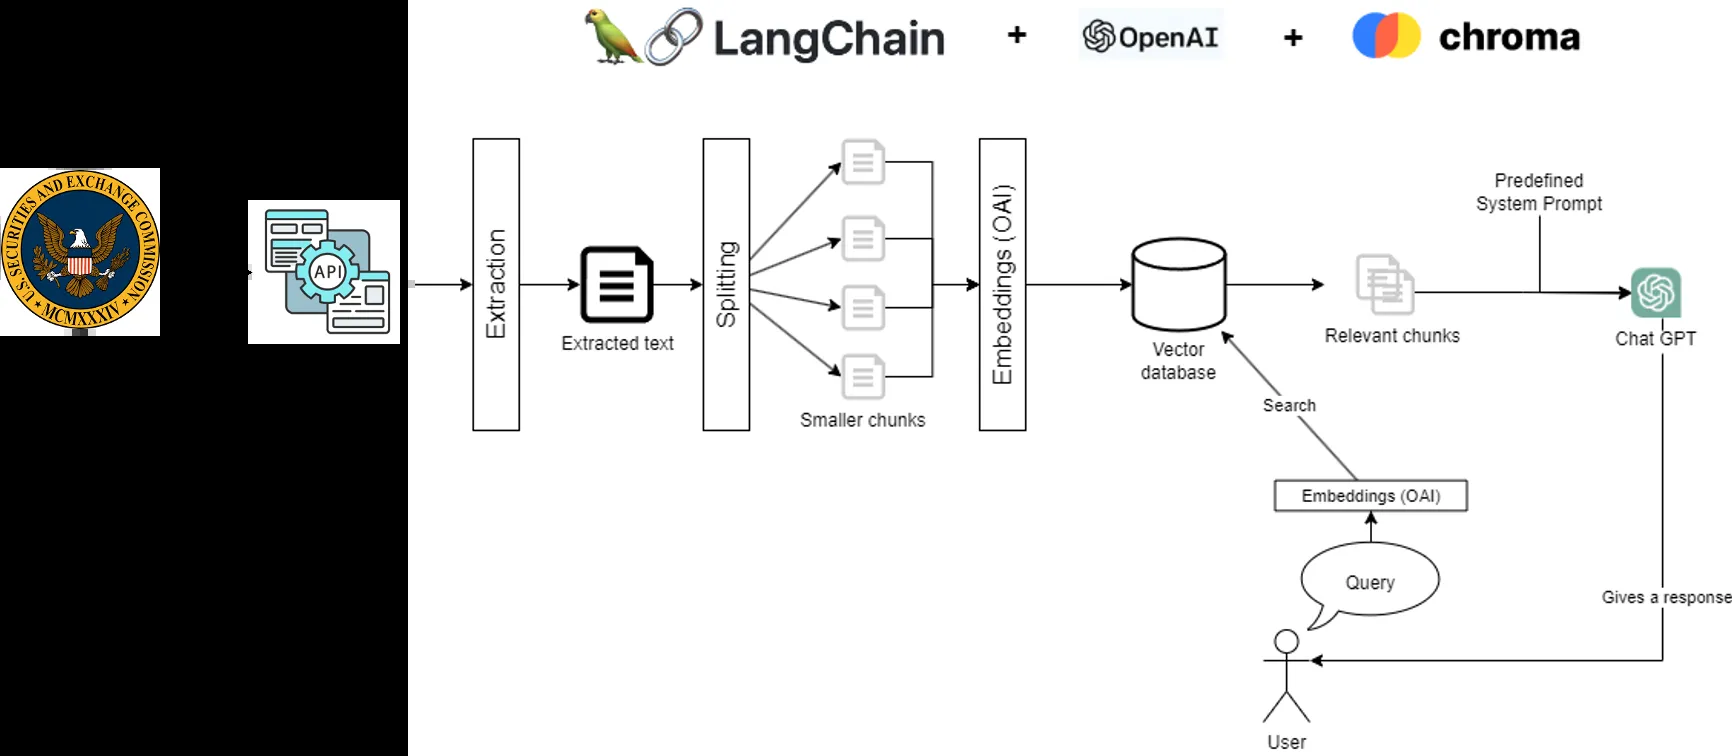 LangChain + OpenAI + chroma
U.S. SECURITIES AND EXCHANGE COMMISSION
MCMXXXIV
API
Extraction
Extracted text
Splitting
Smaller chunks
Embeddings (OAI)
Vector
database
Relevant chunks
Predefined
System Prompt
Chat GPT
Search
Embeddings (OAI)
Query
User
Gives a response